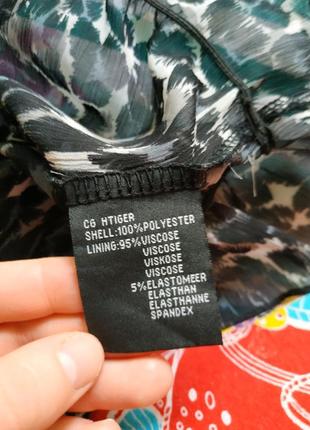 CG HTIGER
SHELL:100%POLYESTER
LINING:95%VISCOSE
VISCOSE
VISKOSE
VISCOSE
5%ELASTOMEER
ELASTHAN
ELASTHANNE
SPANDEX